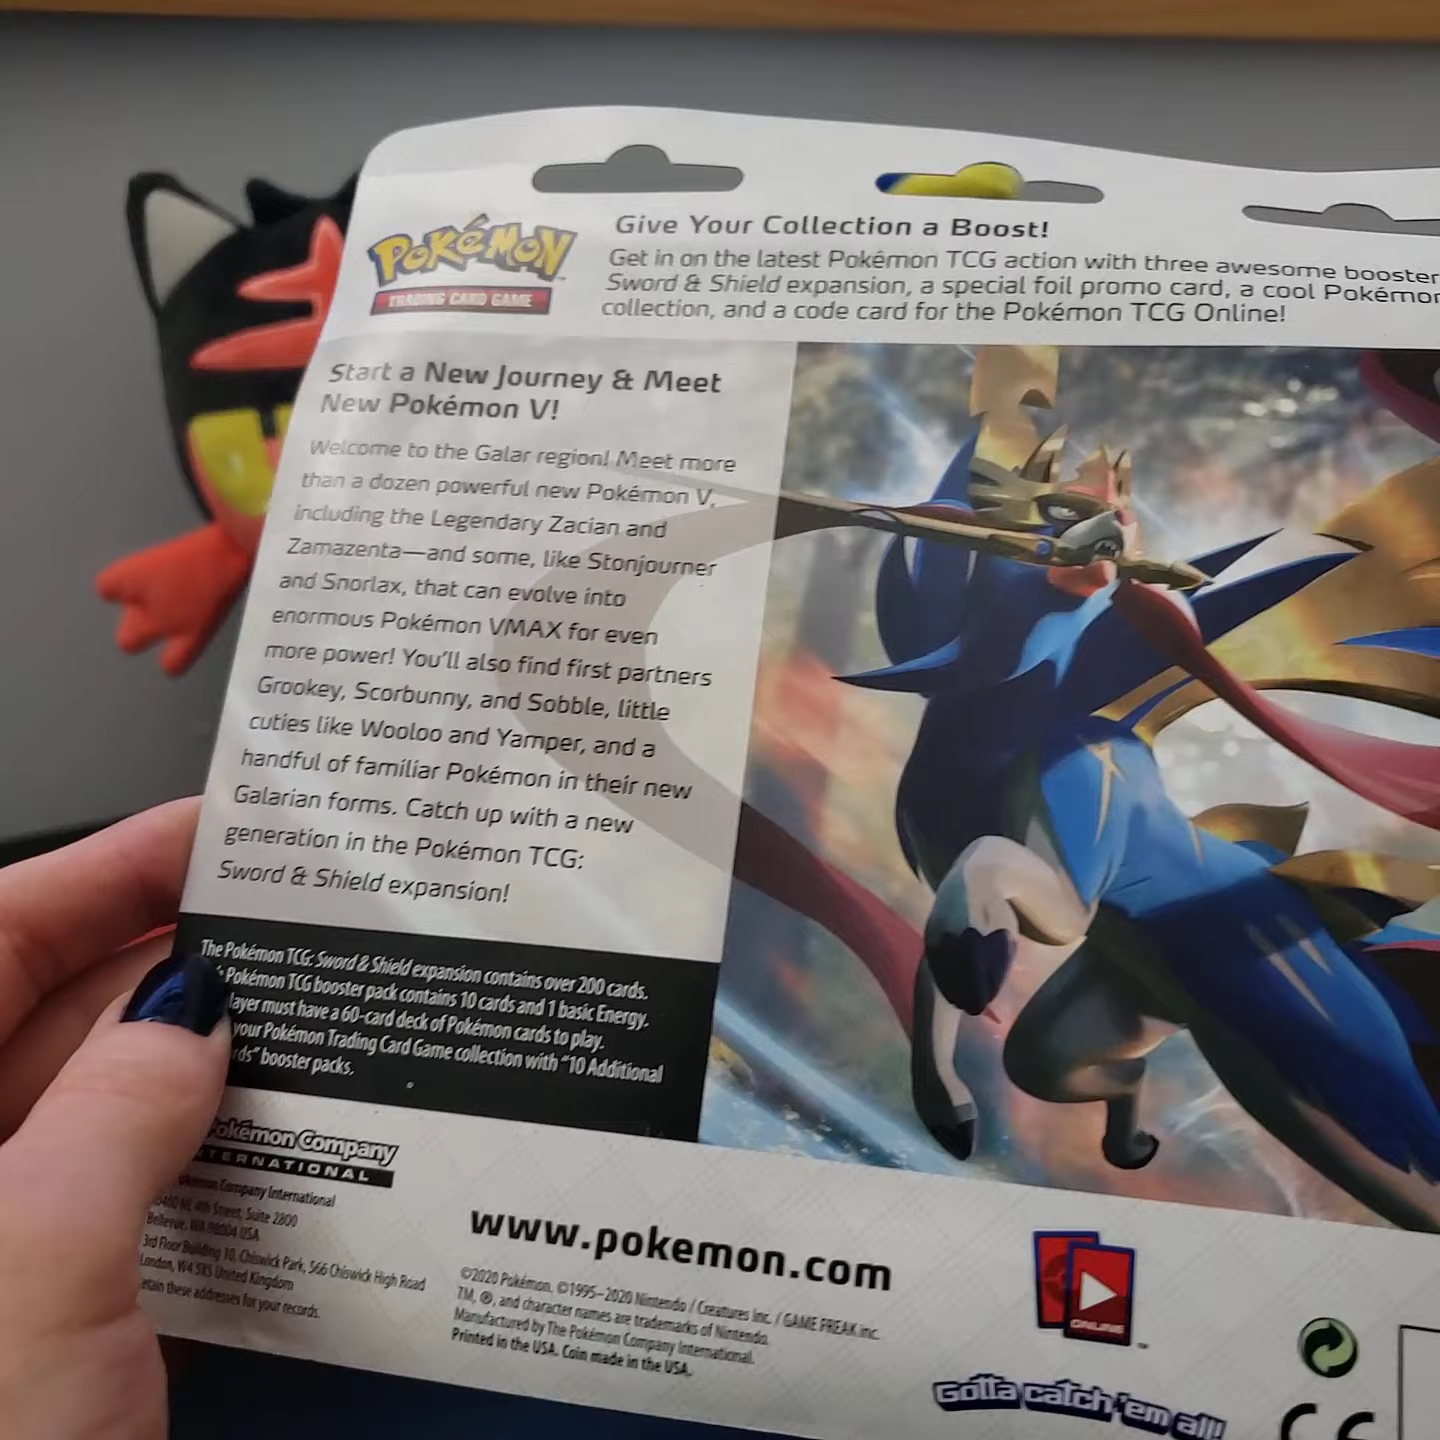 POKÉMON
TRADING CARD GAME
Give Your Collection a Boost!
Get in on the latest Pokémon TCG action with three awesome booster
Sword & Shield expansion, a special foil promo card, a cool Pokémon
collection, and a code card for the Pokémon TCG Online!
Start a New Journey & Meet
New Pokémon V!
Welcome to the Galar region! Meet more
than a dozen powerful new Pokémon V,
including the Legendary Zacian and
Zamazenta—and some, like Stonjourner
and Snorlax, that can evolve into
enormous Pokémon VMAX for even
more power! You'll also find first partners
Grookey, Scorbunny, and Sobble, little
cuties like Wooloo and Yamper, and a
handful of familiar Pokémon in their new
Galarian forms. Catch up with a new
generation in the Pokémon TCG:
Sword & Shield expansion!
The Pokémon TCG: Sword & Shield expansion contains over 200 cards.
Pokémon TCG booster pack contains 10 cards and 1 basic Energy.
layer must have a 60-card deck of Pokémon cards to play.
your Pokémon Trading Card Game collection with "10 Additional
rds" booster packs.
Pokémon Company
INTERNATIONAL
okémon Company International
NE 4th Street, Suite 2800
Bellevue, WA 98004 USA
3rd Floor Building 10, Chiswick Park, 566 Chiswick High Road
London, W4 5XS United Kingdom
etain these addresses for your records.
www.pokemon.com
©2020 Pokémon. ©1995–2020 Nintendo / Creatures Inc. / GAME FREAK inc.
TM, ®, and character names are trademarks of Nintendo.
Manufactured by The Pokémon Company International.
Printed in the USA. Coin made in the USA.
ONLINE
TM
Gotta catch 'em all!
CE